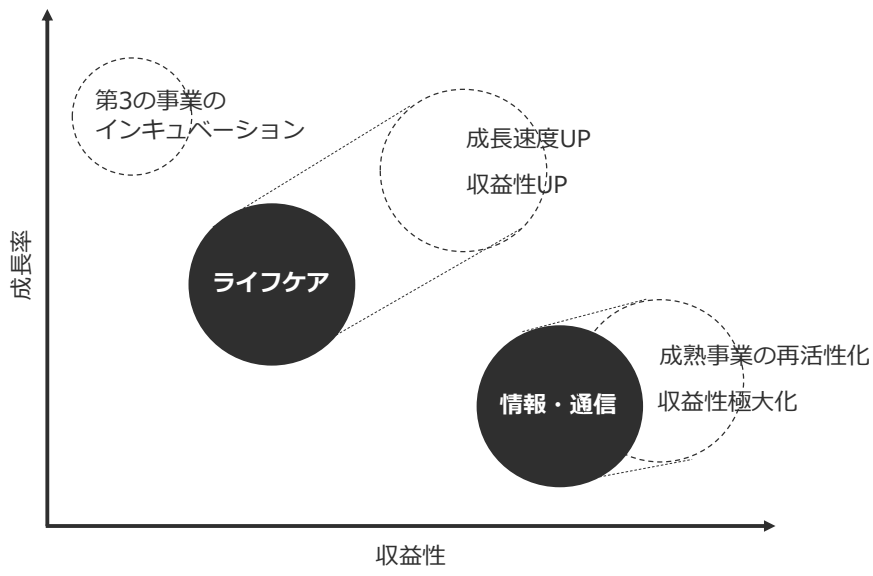 第3の事業の
インキュベーション
成長速度UP
収益性UP
成長率
ライフケア
成熟事業の再活性化
情報・通信
収益性極大化
収益性